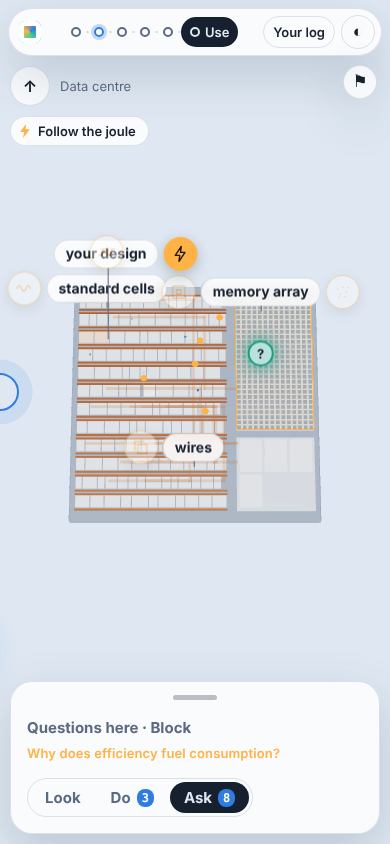 Use
Your log
Data centre
Follow the joule
your design
standard cells
memory array
?
wires
Questions here · Block
Why does efficiency fuel consumption?
Look
Do 3
Ask 8